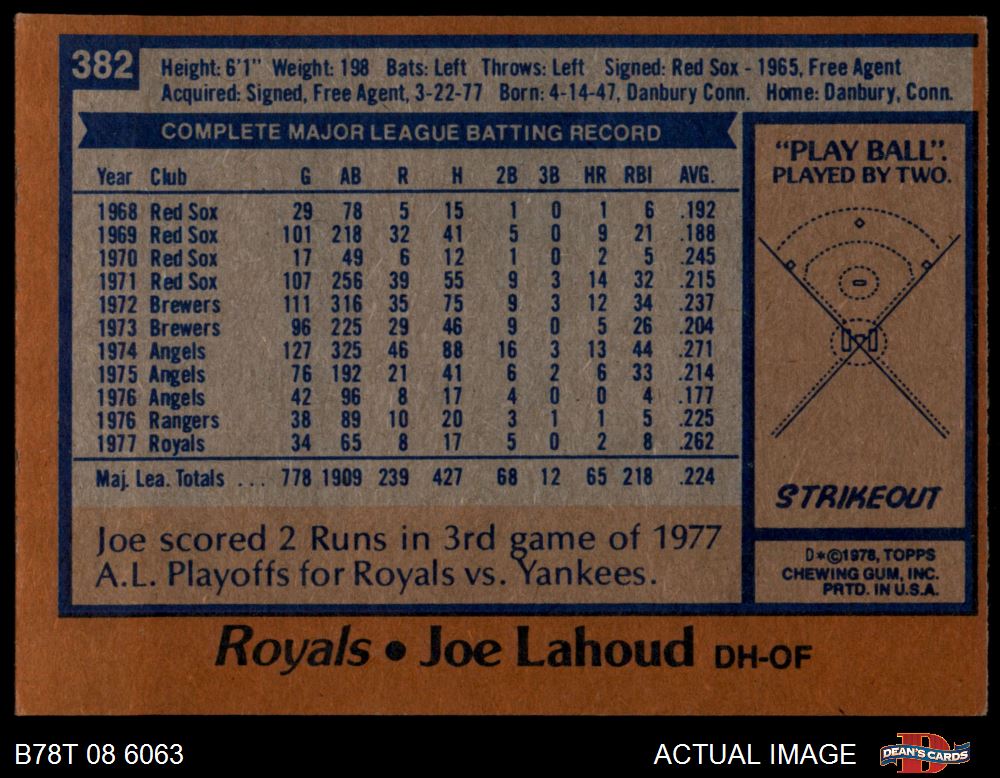 382
Height: 6'1" Weight: 198 Bats: Left Throws: Left Signed: Red Sox - 1965, Free Agent
Acquired: Signed, Free Agent, 3-22-77 Born: 4-14-47, Danbury Conn. Home: Danbury, Conn.
COMPLETE MAJOR LEAGUE BATTING RECORD
Year Club G AB R H 2B 3B HR RBI AVG.
1968 Red Sox 29 78 5 15 1 0 1 6 .192
1969 Red Sox 101 218 32 41 5 0 9 21 .188
1970 Red Sox 17 49 6 12 1 0 2 5 .245
1971 Red Sox 107 256 39 55 9 3 14 32 .215
1972 Brewers 111 316 35 75 9 3 12 34 .237
1973 Brewers 96 225 29 46 9 0 5 26 .204
1974 Angels 127 325 46 88 16 3 13 44 .271
1975 Angels 76 192 21 41 6 2 6 33 .214
1976 Angels 42 96 8 17 4 0 0 4 .177
1976 Rangers 38 89 10 20 3 1 1 5 .225
1977 Royals 34 65 8 17 5 0 2 8 .262
Maj. Lea. Totals ... 778 1909 239 427 68 12 65 218 .224
Joe scored 2 Runs in 3rd game of 1977
A.L. Playoffs for Royals vs. Yankees.
"PLAY BALL".
PLAYED BY TWO.
STRIKEOUT
D*©1978, TOPPS
CHEWING GUM, INC.
PRTD. IN U.S.A.
Royals • Joe Lahoud DH-OF
B78T 08 6063
ACTUAL IMAGE
DEAN'S CARDS